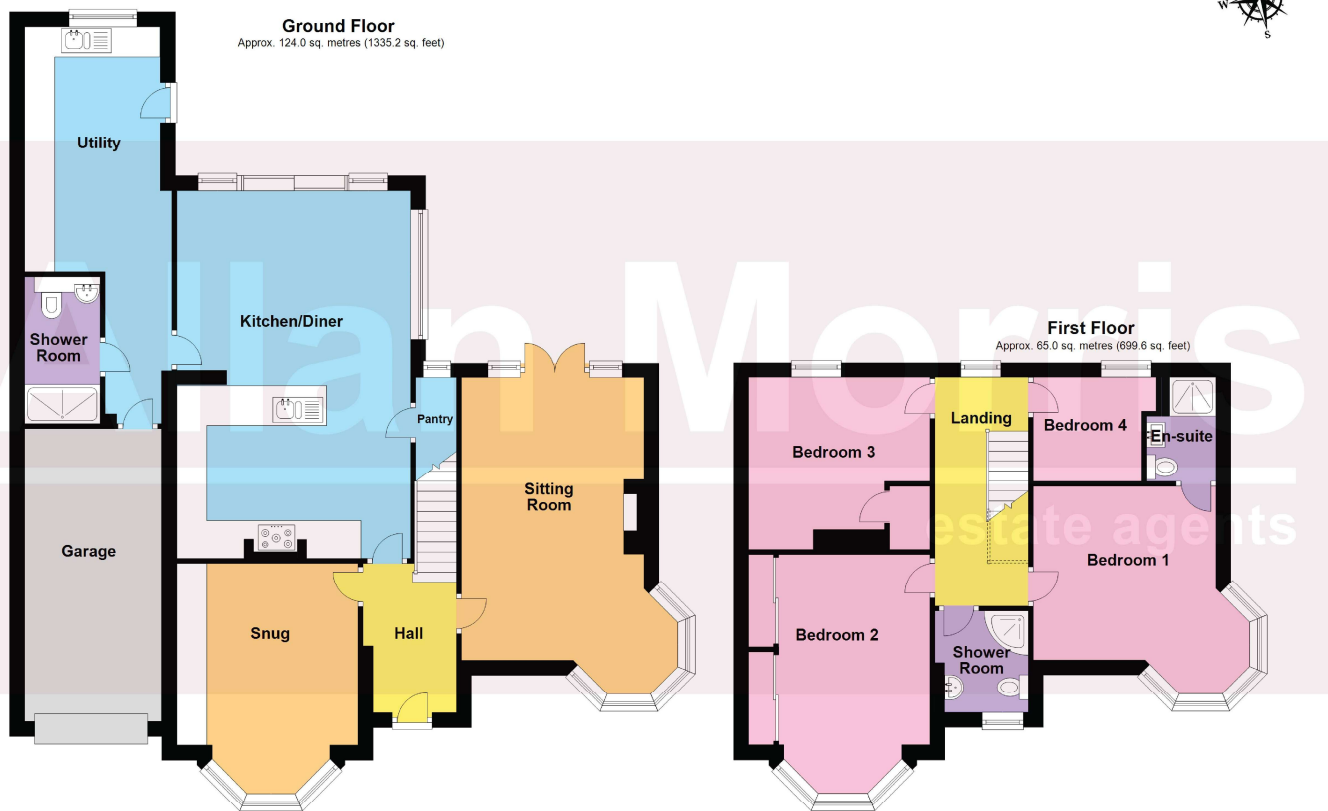 Ground Floor
Approx. 124.0 sq. metres (1335.2 sq. feet)
W
S
Utility
Kitchen/Diner
Shower
Room
Pantry
Sitting
Room
Garage
Snug
Hall
First Floor
Approx. 65.0 sq. metres (699.6 sq. feet)
Landing
Bedroom 4
En-suite
Bedroom 3
Bedroom 1
Bedroom 2
Shower
Room
Allan Morris
estate agents